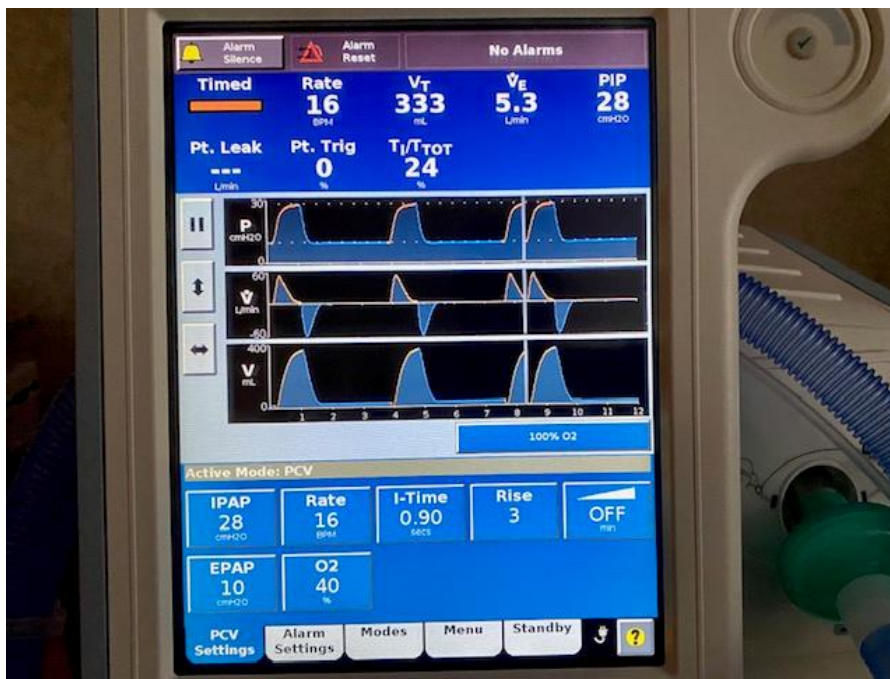 Alarm Silence Alarm Reset No Alarms
Timed Rate VT V̇E PIP
16 333 5.3 28
BPM mL L/min cmH2O
Pt. Leak Pt. Trig TI/TTOT
--- 0 24
L/min % %
30
P
cmH2O
0
60
V̇
L/min
-60
400
V
mL
0
1 2 3 4 5 6 7 8 9 10 11 12
100% O2
Active Mode: PCV
IPAP Rate I-Time Rise
28 16 0.90 3 OFF
cmH2O BPM secs min
EPAP O2
10 40
cmH2O %
PCV Settings Alarm Settings Modes Menu Standby ?